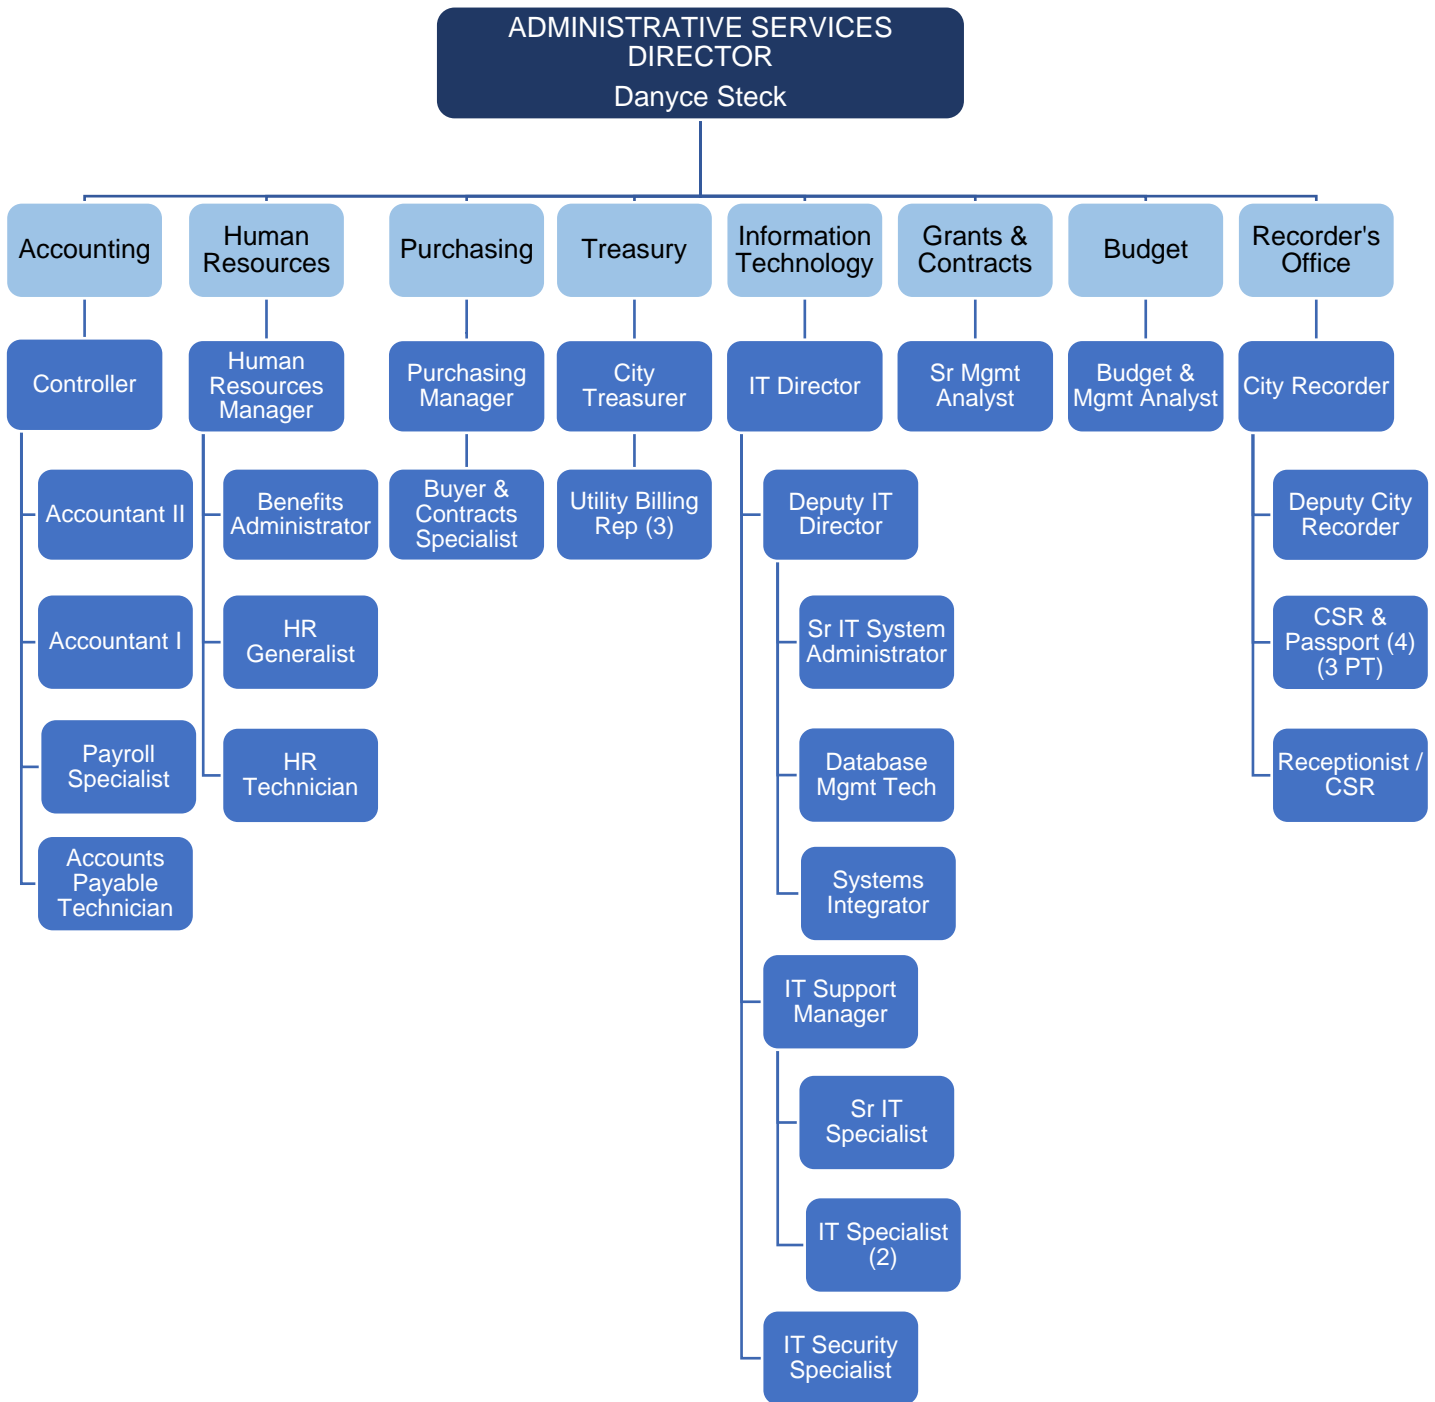 ADMINISTRATIVE SERVICES
DIRECTOR
Danyce Steck
Accounting
Human
Resources
Purchasing
Treasury
Information
Technology
Grants &
Contracts
Budget
Recorder's
Office
Controller
Human
Resources
Manager
Purchasing
Manager
City
Treasurer
IT Director
Sr Mgmt
Analyst
Budget &
Mgmt Analyst
City Recorder
Accountant II
Benefits
Administrator
Buyer &
Contracts
Specialist
Utility Billing
Rep (3)
Deputy IT
Director
Deputy City
Recorder
Accountant I
HR
Generalist
Sr IT System
Administrator
CSR &
Passport (4)
(3 PT)
Payroll
Specialist
HR
Technician
Database
Mgmt Tech
Receptionist /
CSR
Accounts
Payable
Technician
Systems
Integrator
IT Support
Manager
Sr IT
Specialist
IT Specialist
(2)
IT Security
Specialist